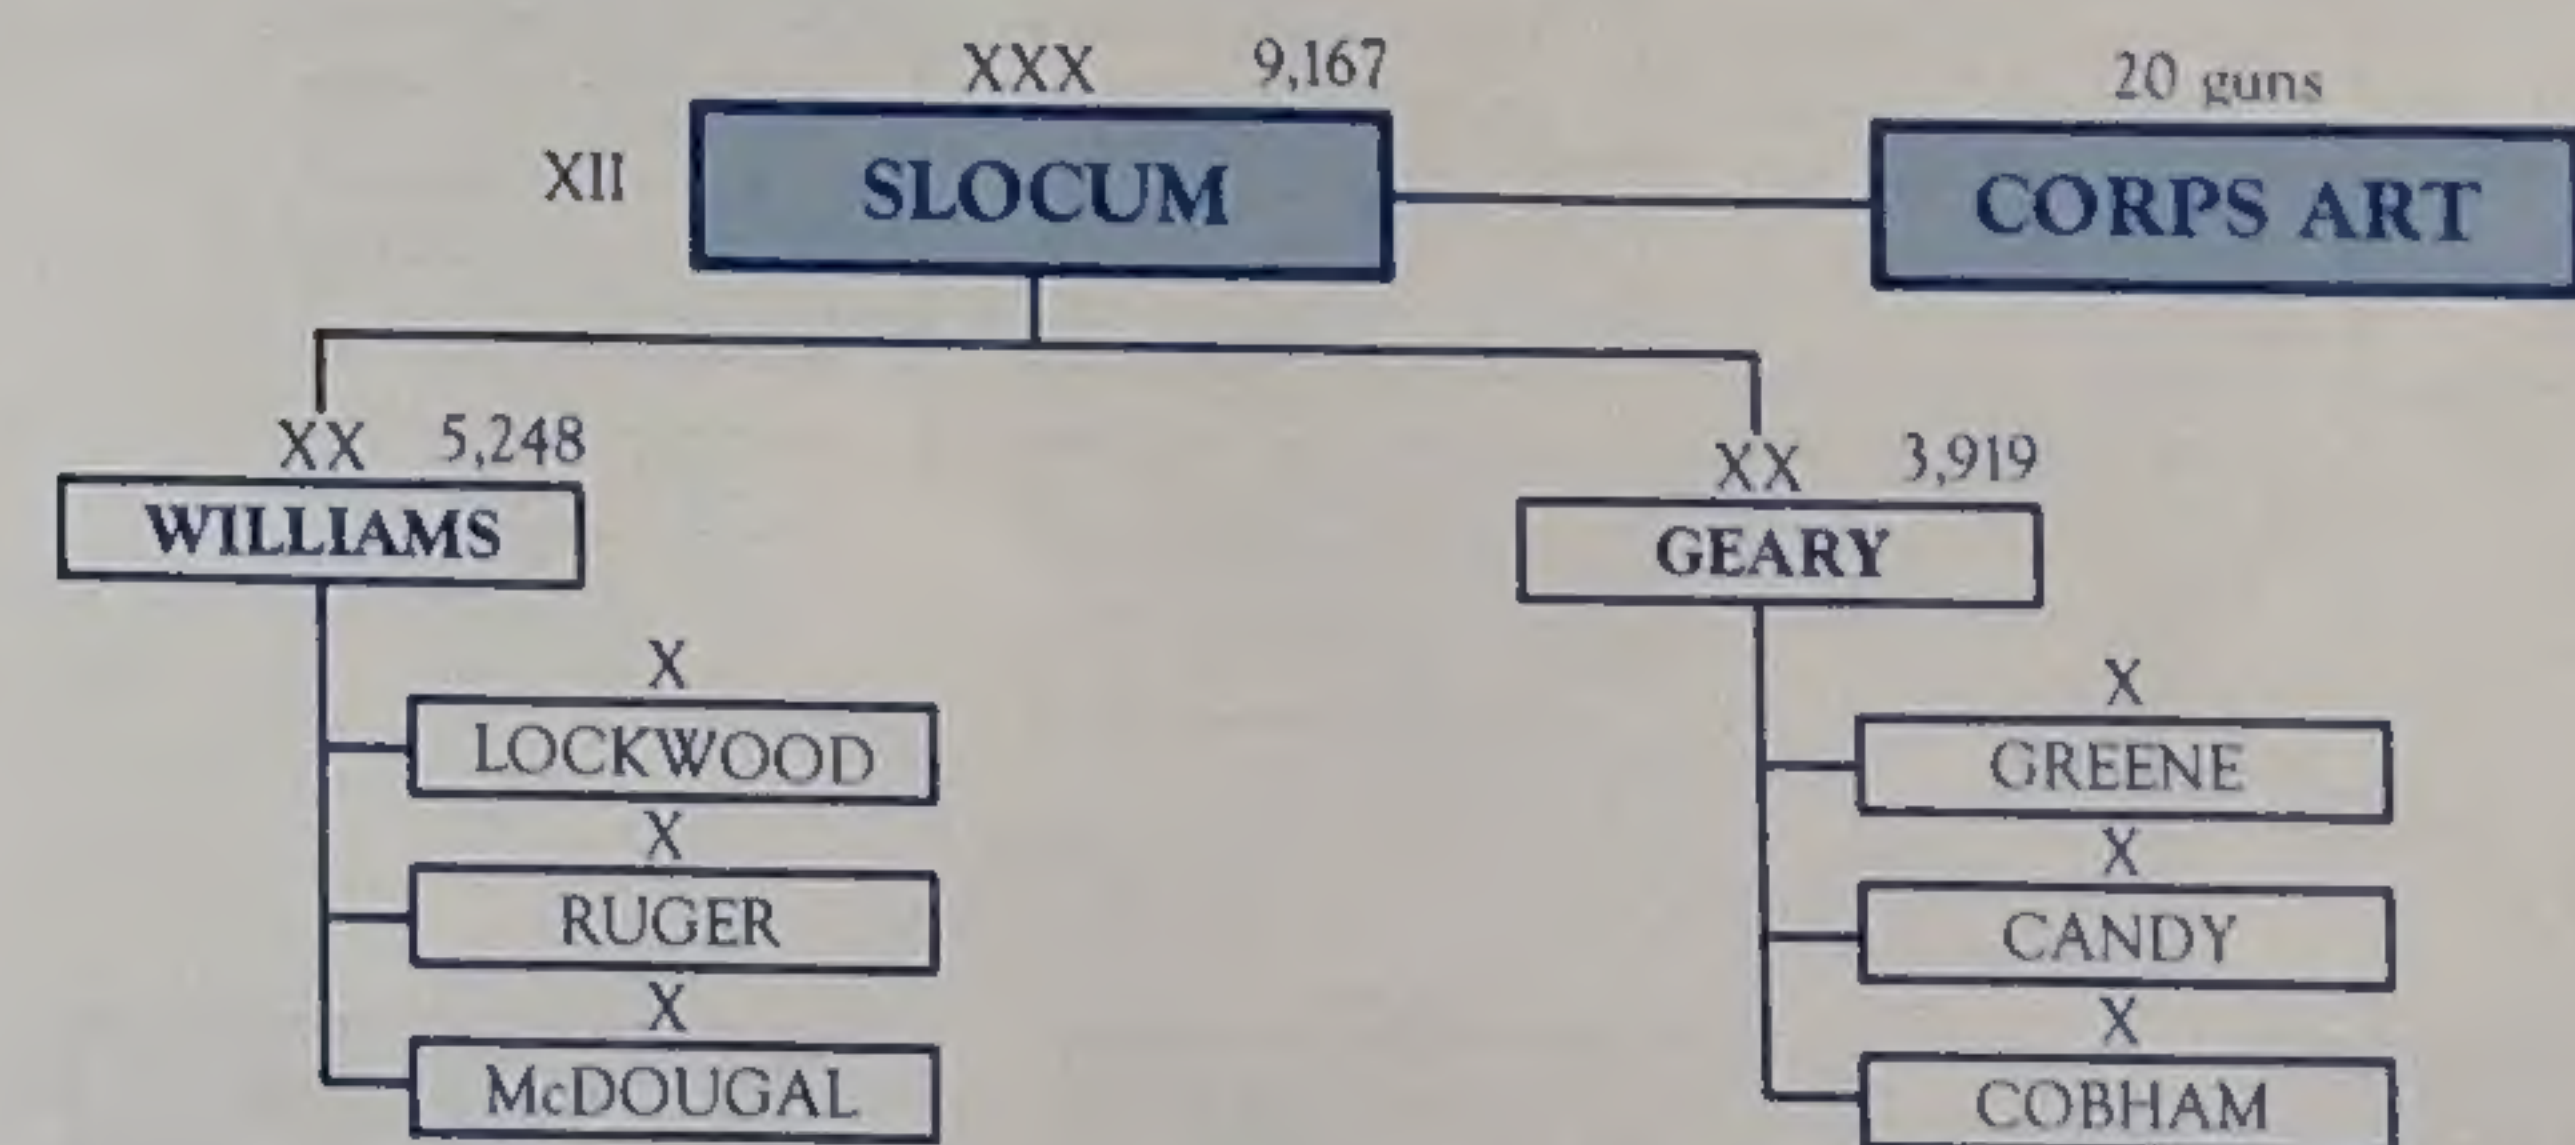 XXX 9,167
20 guns
XII
SLOCUM
CORPS ART
XX 5,248
WILLIAMS
XX 3,919
GEARY
X
LOCKWOOD
X
RUGER
X
McDOUGAL
X
GREENE
X
CANDY
X
COBHAM